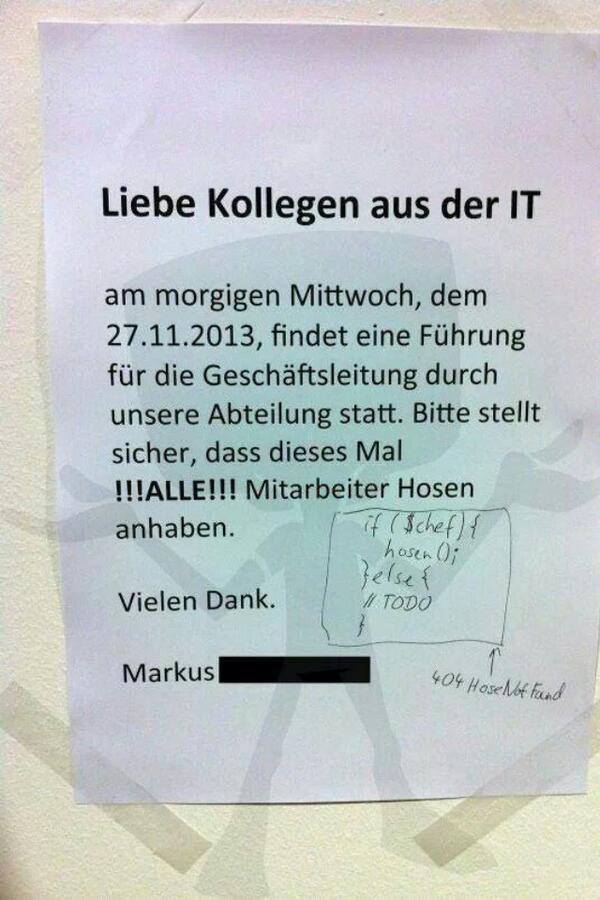 Liebe Kollegen aus der IT
am morgigen Mittwoch, dem
27.11.2013, findet eine Führung
für die Geschäftsleitung durch
unsere Abteilung statt. Bitte stellt
sicher, dass dieses Mal
!!!ALLE!!! Mitarbeiter Hosen
anhaben.
if ($chef) {
hosen();
}else{
// TODO
}
404 HoseNotFound
Vielen Dank.
Markus